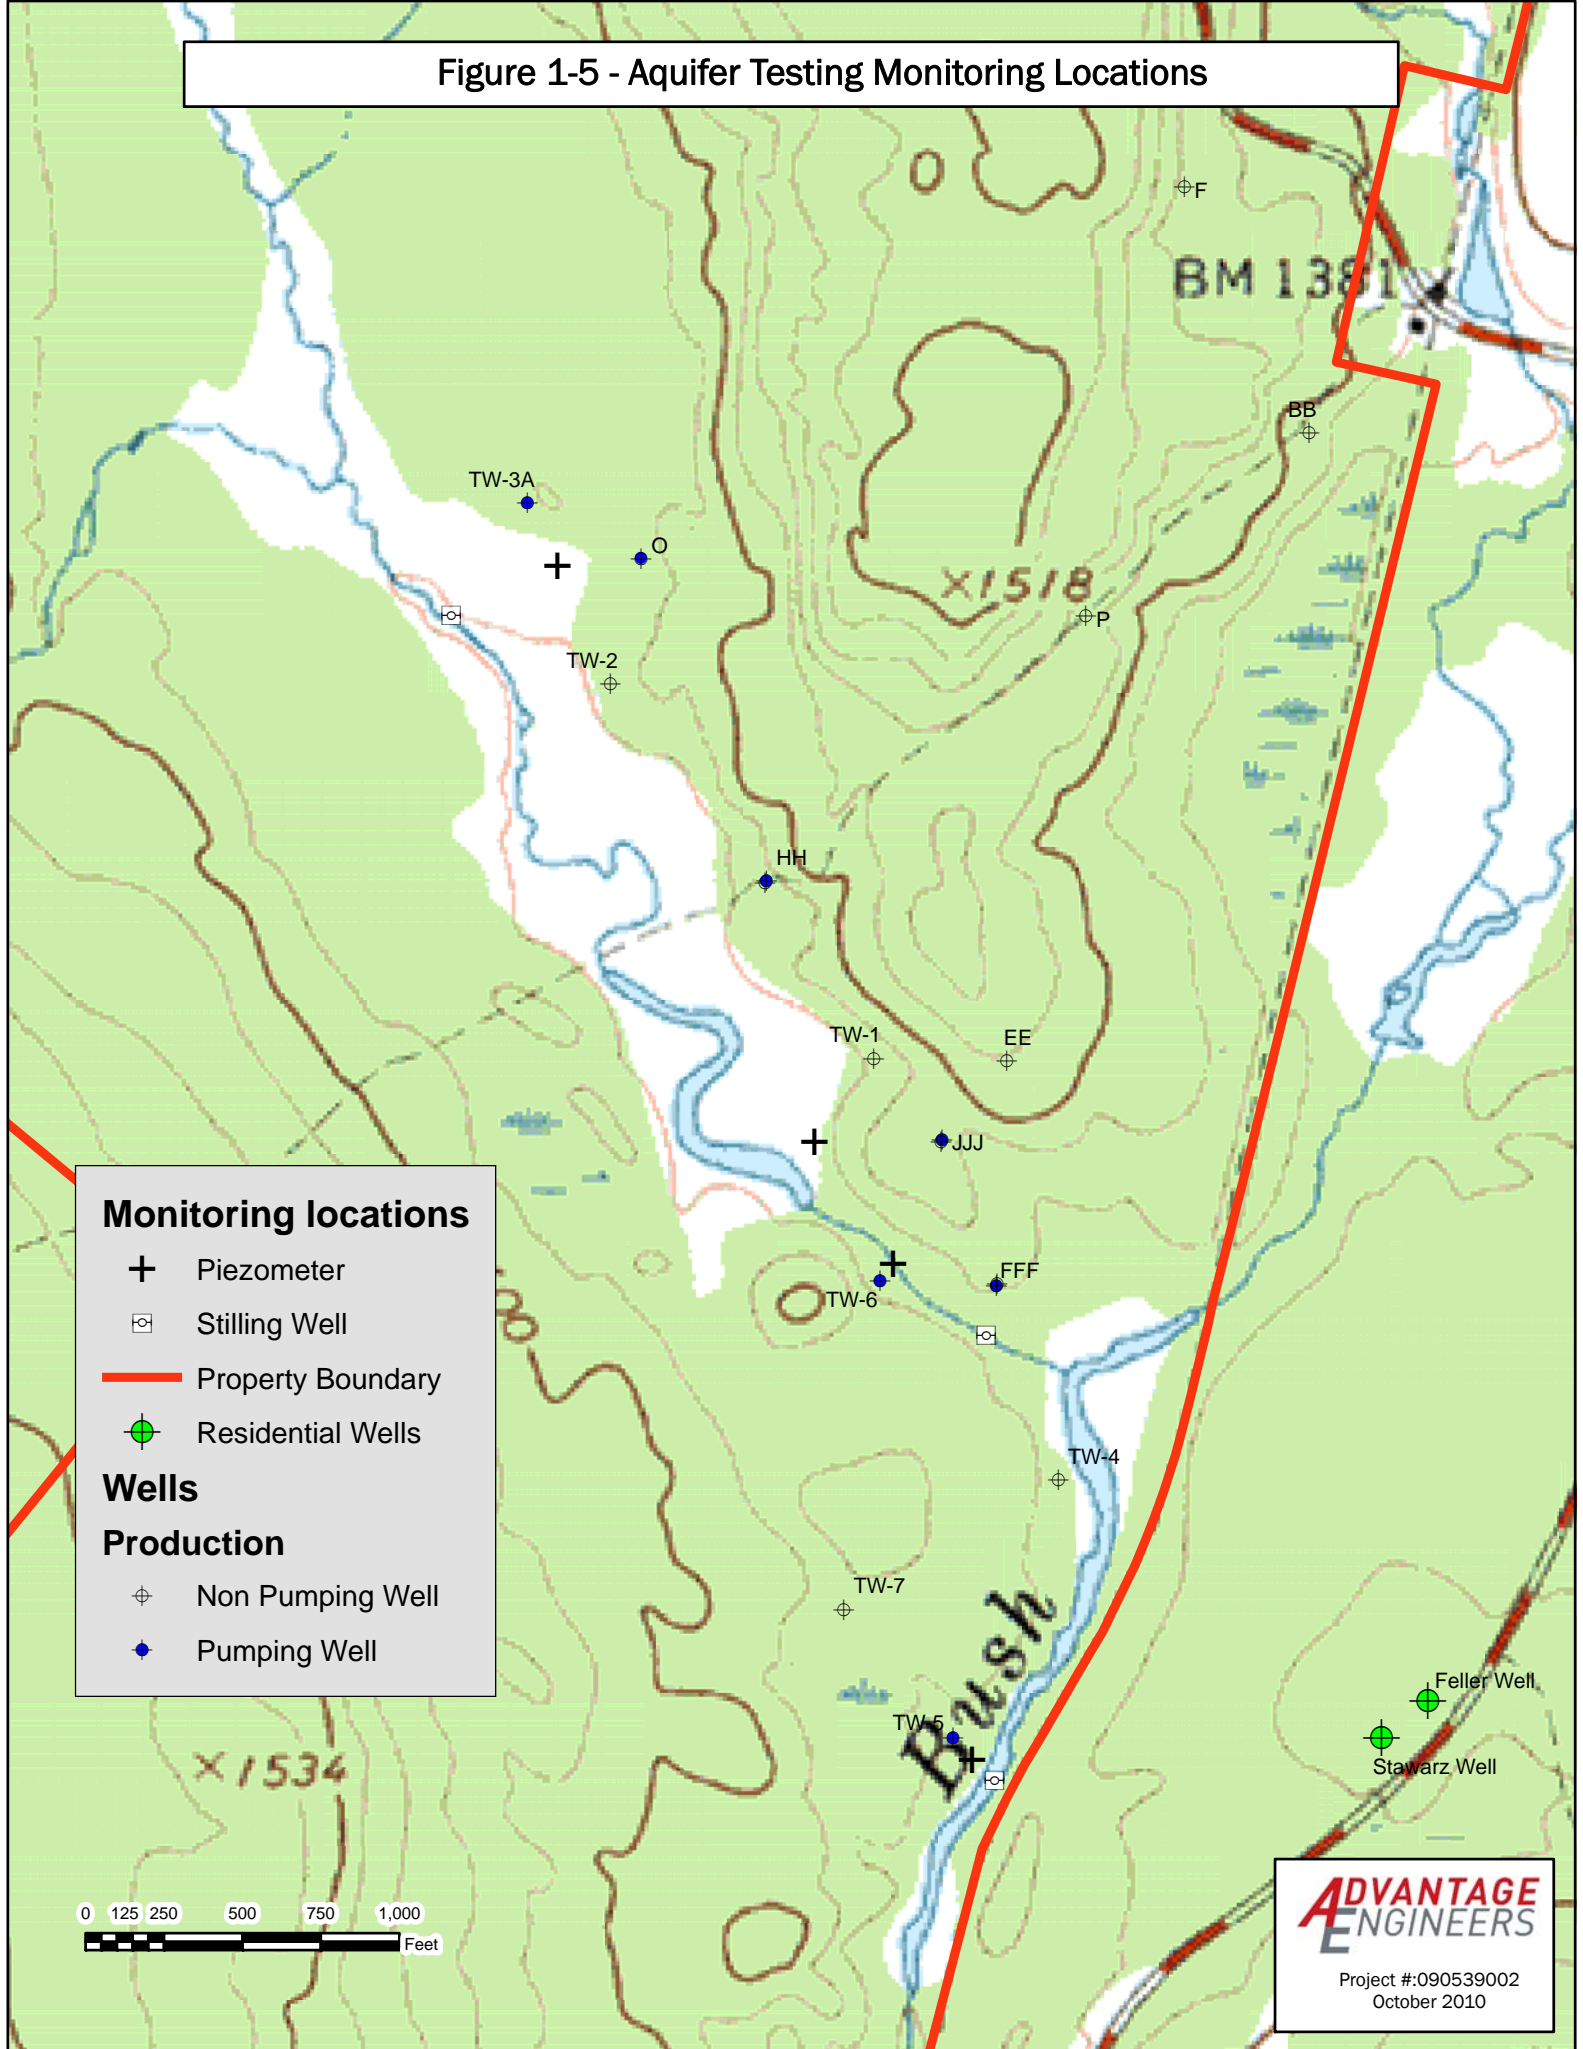 Figure 1-5 - Aquifer Testing Monitoring Locations
O
F
BM 1381
BB
TW-3A
O
X1518
P
TW-2
HH
TW-1
EE
JJJ
FFF
TW-6
TW-4
TW-7
Bush
TW-5
Feller Well
Stawarz Well
X1534
Monitoring locations
Piezometer
Stilling Well
Property Boundary
Residential Wells
Wells
Production
Non Pumping Well
Pumping Well
0 125 250 500 750 1,000
Feet
ADVANTAGE
ENGINEERS
Project #:090539002
October 2010